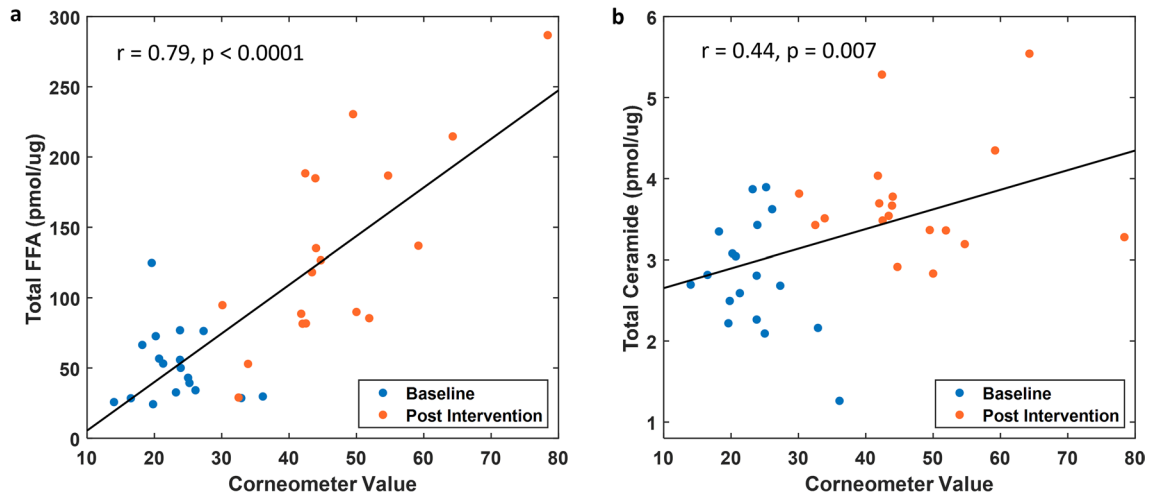 a
r = 0.79, p < 0.0001
Total FFA (pmol/ug)
300
250
200
150
100
50
0
10 20 30 40 50 60 70 80
Corneometer Value
Baseline
Post Intervention
b
r = 0.44, p = 0.007
Total Ceramide (pmol/ug)
6
5
4
3
2
1
10 20 30 40 50 60 70 80
Corneometer Value
Baseline
Post Intervention